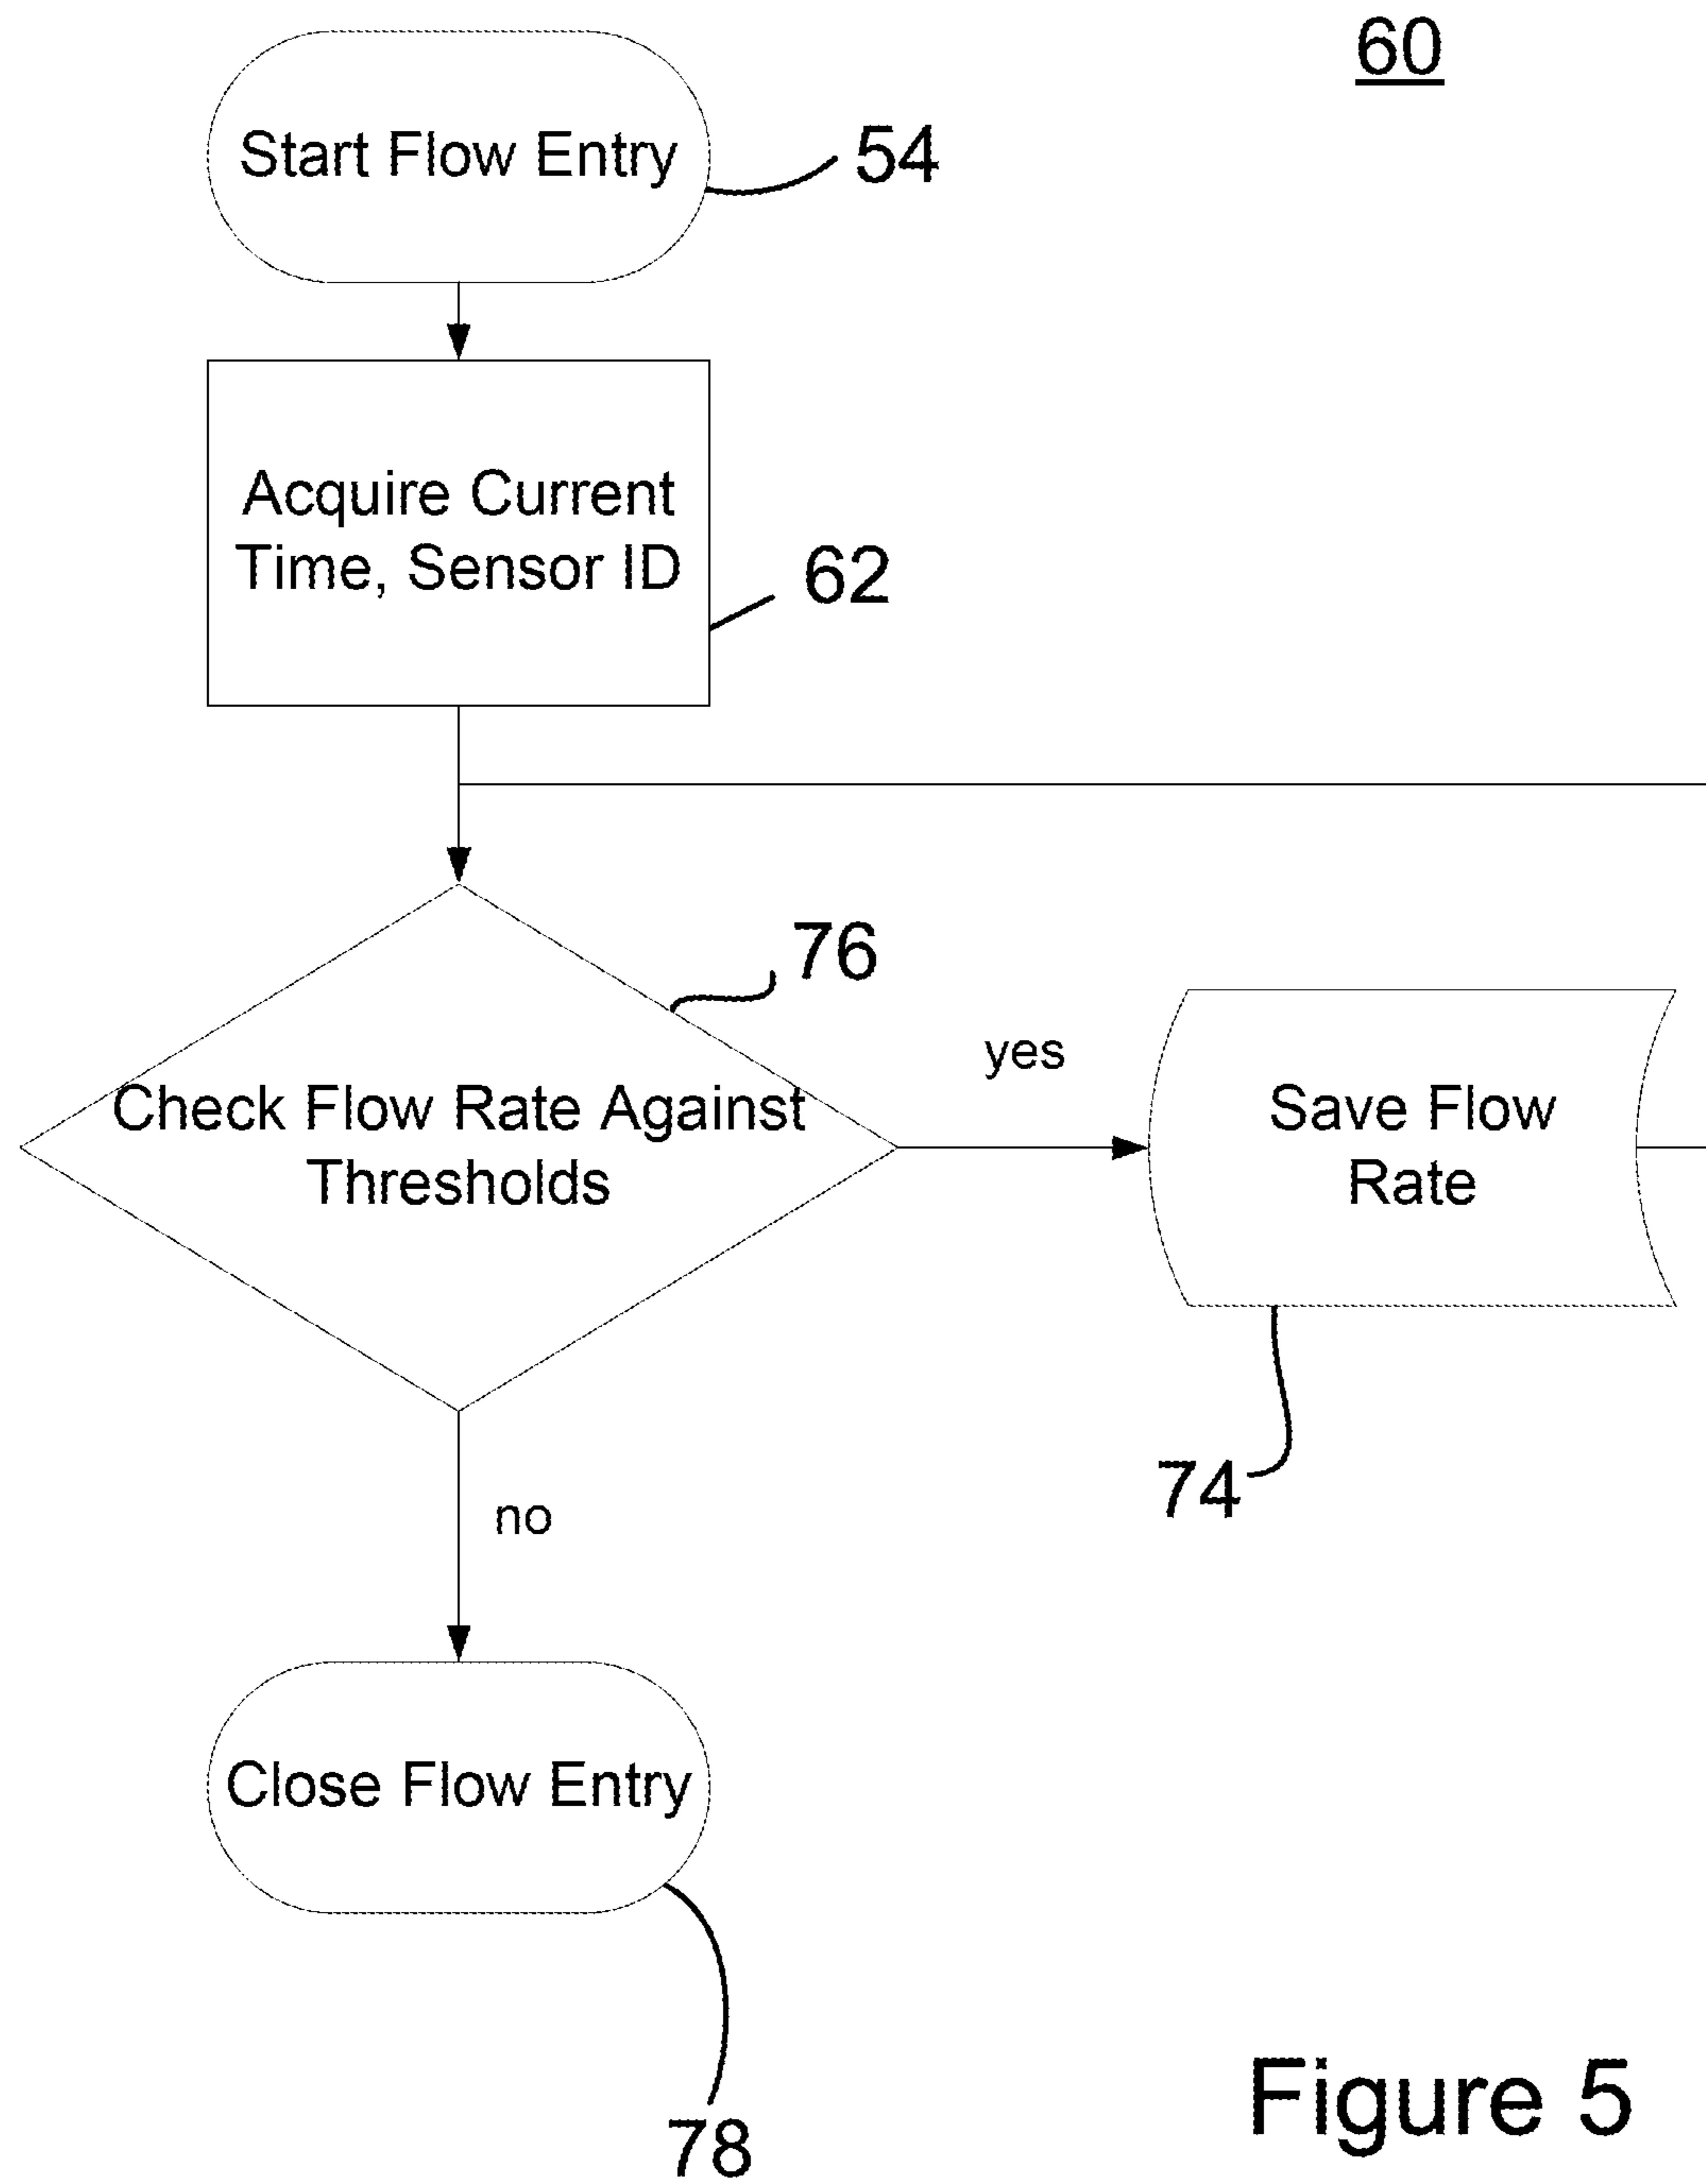 60
Start Flow Entry
54
Acquire Current
Time, Sensor ID
62
76
Check Flow Rate Against
Thresholds
yes
Save Flow
Rate
74
no
Close Flow Entry
78
Figure 5